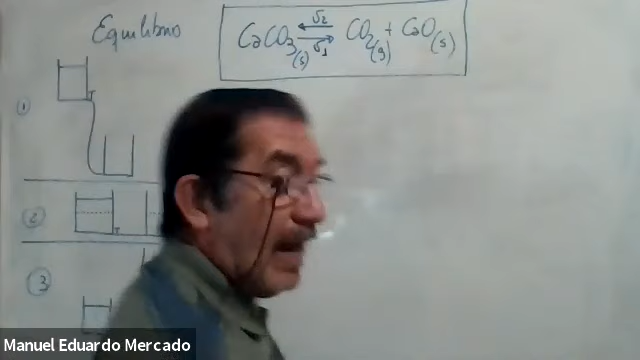 Equilibrio
CaCO3(s) ⇄ CO2(g) + CaO(s)
v2
v1
1
2
3
Manuel Eduardo Mercado